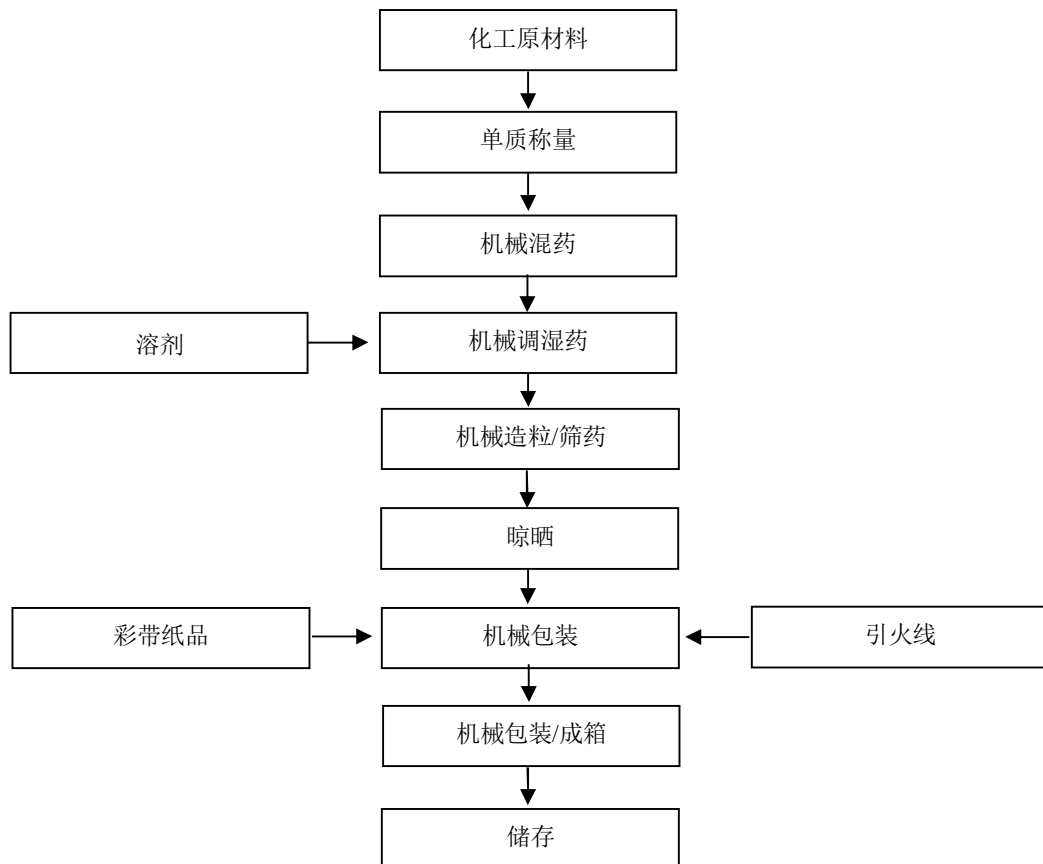 化工原材料
单质称量
机械混药
溶剂
机械调湿药
机械造粒/筛药
晾晒
彩带纸品
机械包装
引火线
机械包装/成箱
储存